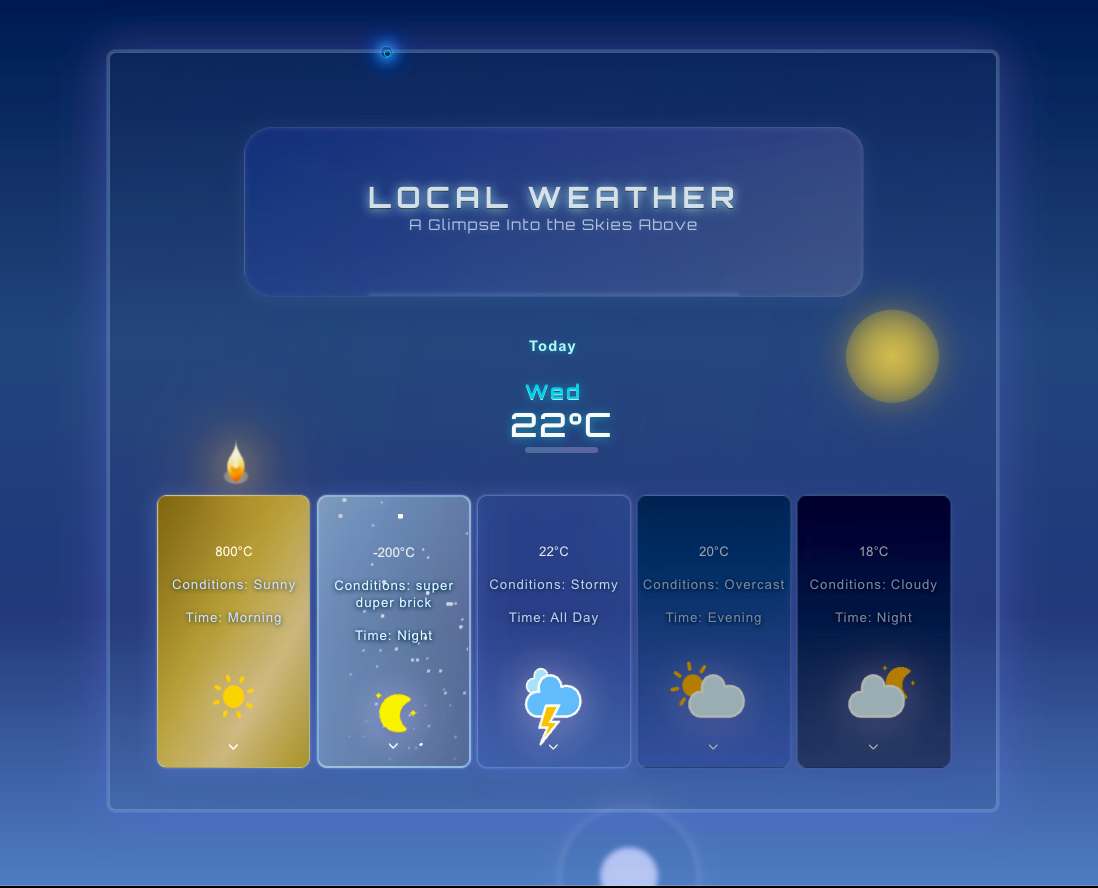 LOCAL WEATHER
A Glimpse Into the Skies Above
Today
Wed
22°C
800°C
Conditions: Sunny
Time: Morning
-200°C
Conditions: super
duper brick
Time: Night
22°C
Conditions: Stormy
Time: All Day
20°C
Conditions: Overcast
Time: Evening
18°C
Conditions: Cloudy
Time: Night